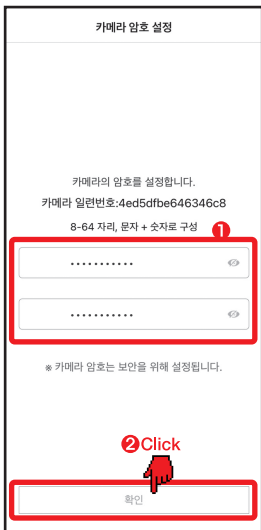 카메라 암호 설정
카메라의 암호를 설정합니다.
카메라 일련번호:4ed5dfbe646346c8
8-64 자리, 문자 + 숫자로 구성
❶
•••••••••••
•••••••••••
※ 카메라 암호는 보안을 위해 설정됩니다.
❷Click
확인